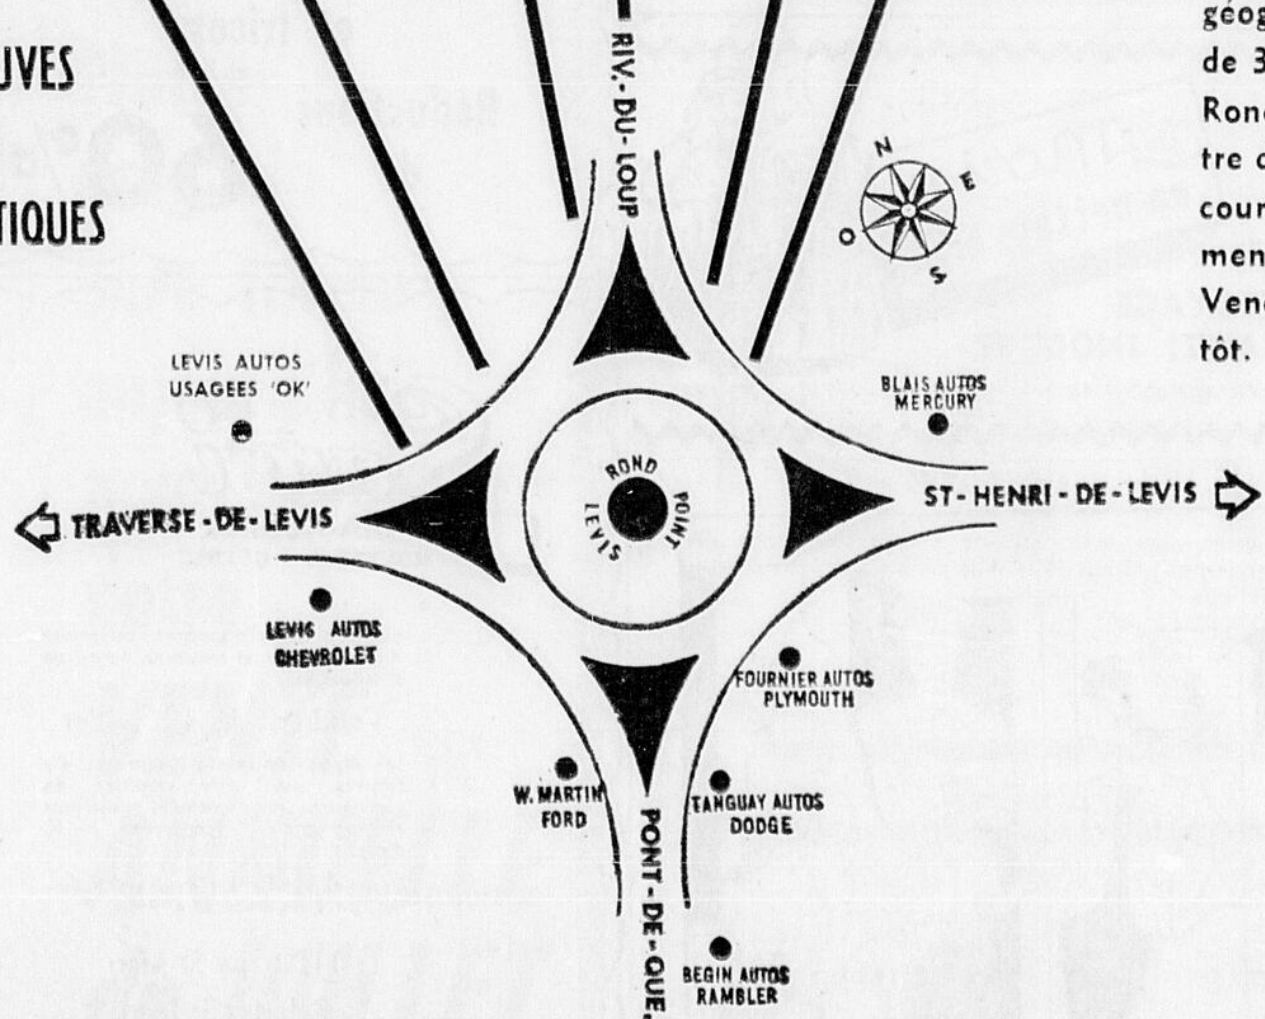 UVES
TIQUES
géog
de 3
Rond
tre
cour
men
tôt.
RIV.-DU-LOUP
N
E
O
S
LEVIS AUTOS
USAGEES 'OK'
BLAIS AUTOS
MERCURY
TRAVERSE-DE-LEVIS
ROND
POINT
LEVIS
ST-HENRI-DE-LEVIS
LEVIS AUTOS
CHEVROLET
FOURNIER AUTOS
PLYMOUTH
W. MARTIN
FORD
TANGUAY AUTOS
DODGE
PONT-DE-QUE.
BEGIN AUTOS
RAMBLER